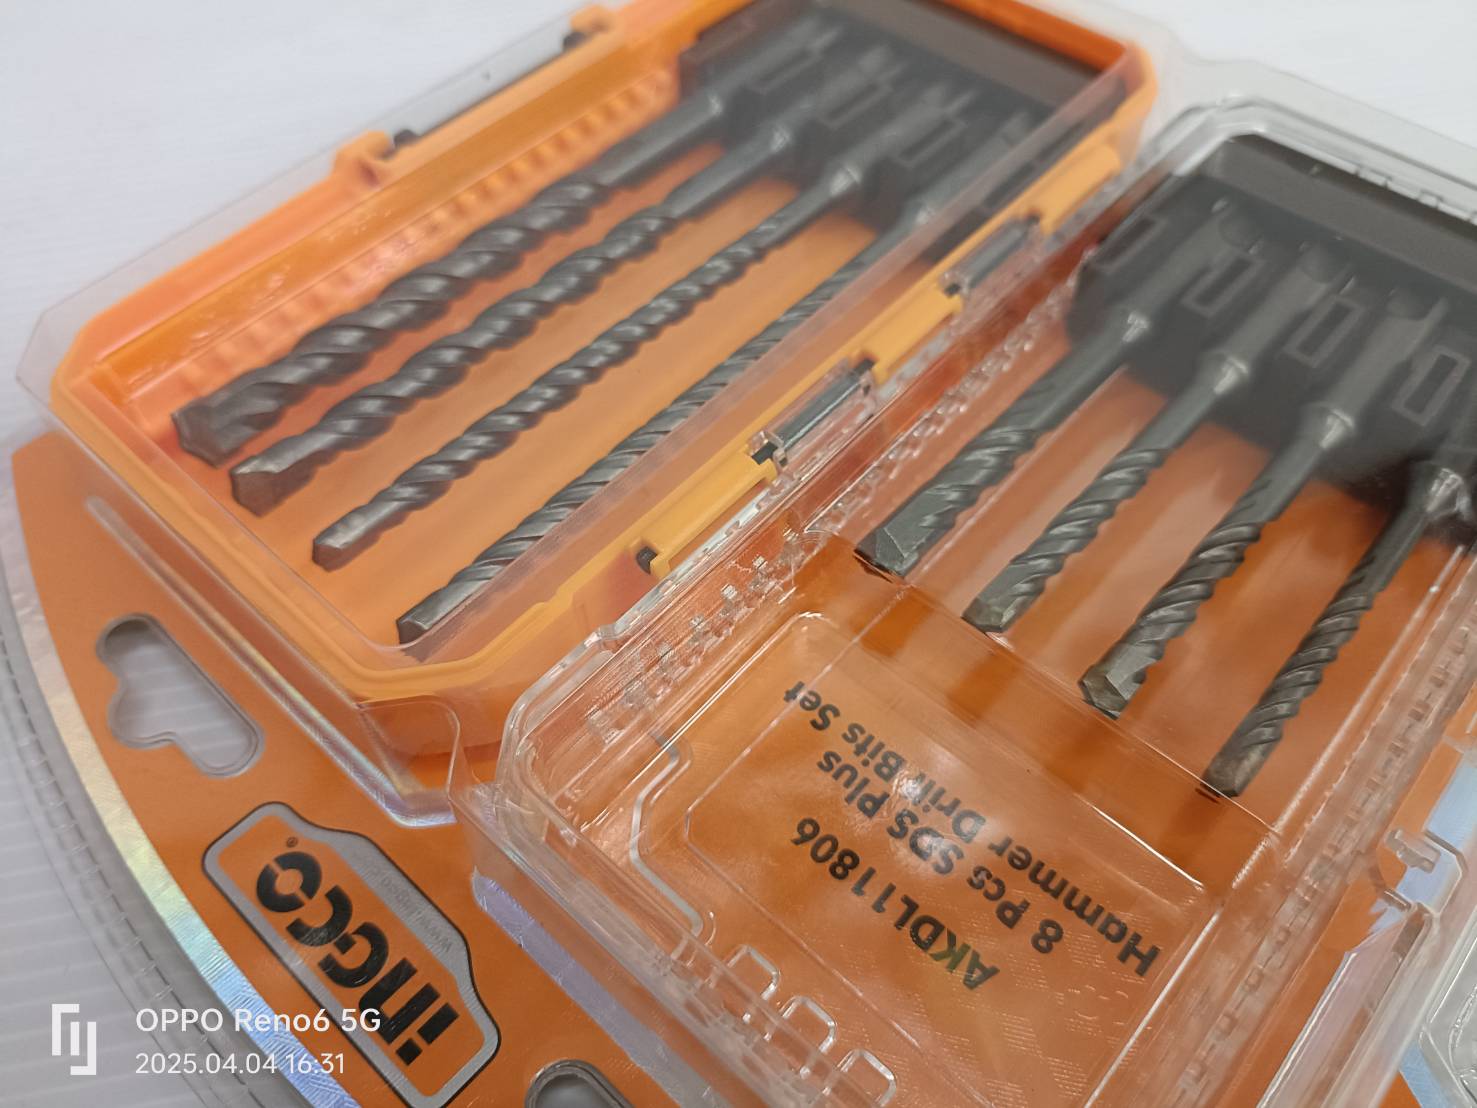 AKDL11806
8 Pcs SDS Plus
Hammer Drill Bits Set
INGCO®
OPPO Reno6 5G
2025.04.04 16:31